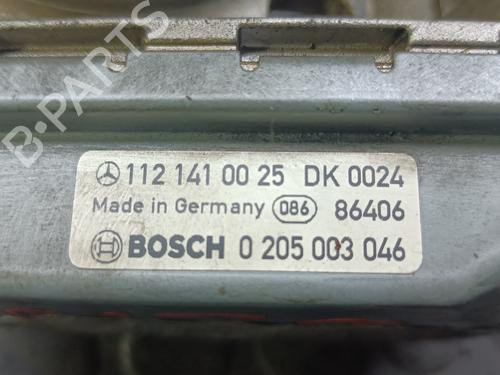 112 141 00 25 DK 0024
Made in Germany 086 86406
BOSCH 0 205 003 046
B-PARTS